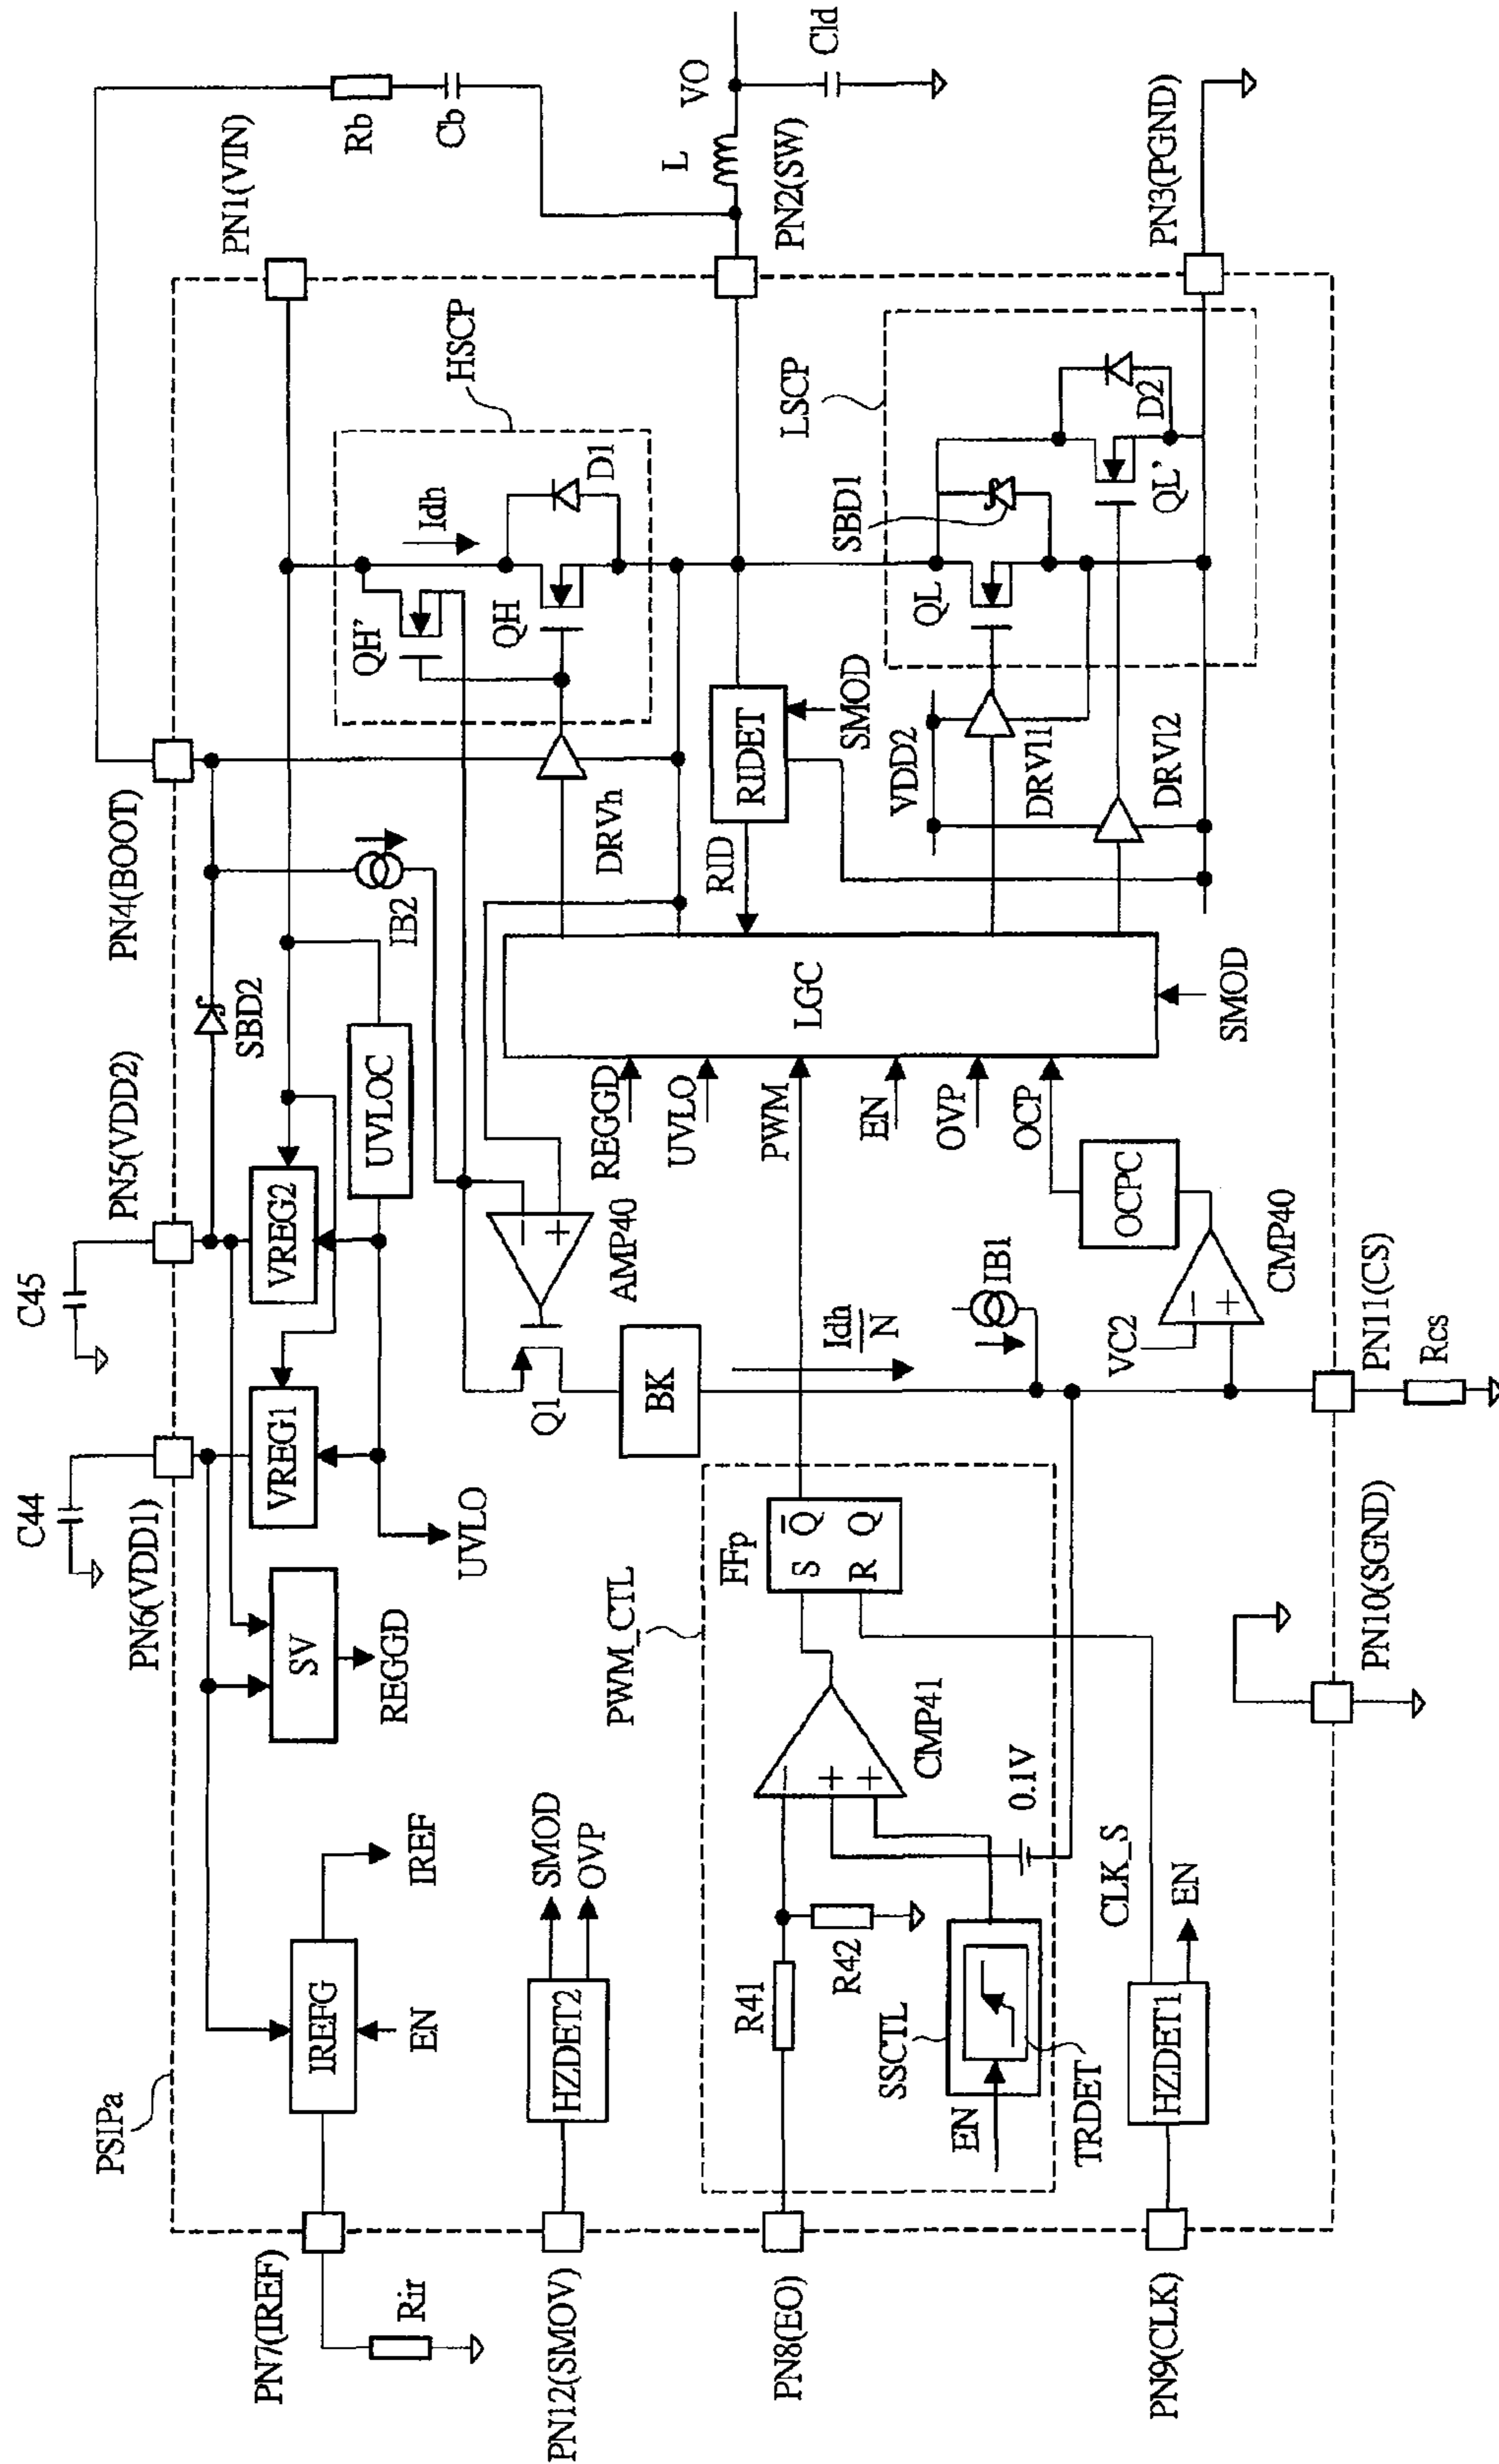 C44
C45
PN6(VDD1)
PN5(VDD2)
PN4(BOOT)
PN1(VIN)
Rb
Cb
PSIPa
PN7(IREF)
Rir
IREFG
EN
IREF
SV
REGGD
VREG1
VREG2
UVLO
UVLOC
SBD2
IB2
HSCP
QH'
Idh
QH
D1
PN12(SMOV)
HZDET2
SMOD
OVP
Q1
AMP40
BK
DRVh
RID
RIDET
SMOD
L
VO
Cld
PN2(SW)
PWM_CTL
FFp
S
Q
R
Q
REGGD
UVLO
PWM
EN
OVP
OCP
LGC
SMOD
LSCP
SBD1
QL
QL'
D2
VDD2
DRVl1
DRVl2
PN3(PGND)
PN8(EO)
R41
R42
CMP41
0.1V
SSCTL
EN
TRDET
CLK_S
PN9(CLK)
HZDET1
EN
Idh
N
IB1
VC2
OCPC
CMP40
PN10(SGND)
PN11(CS)
Rcs